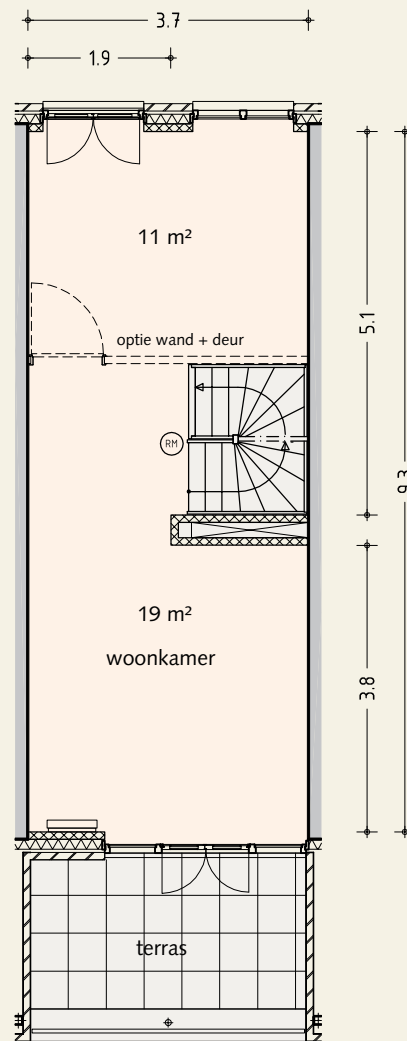 3.7
1.9
11 m²
5.1
optie wand + deur
RM
9.3
19 m²
woonkamer
3.8
terras